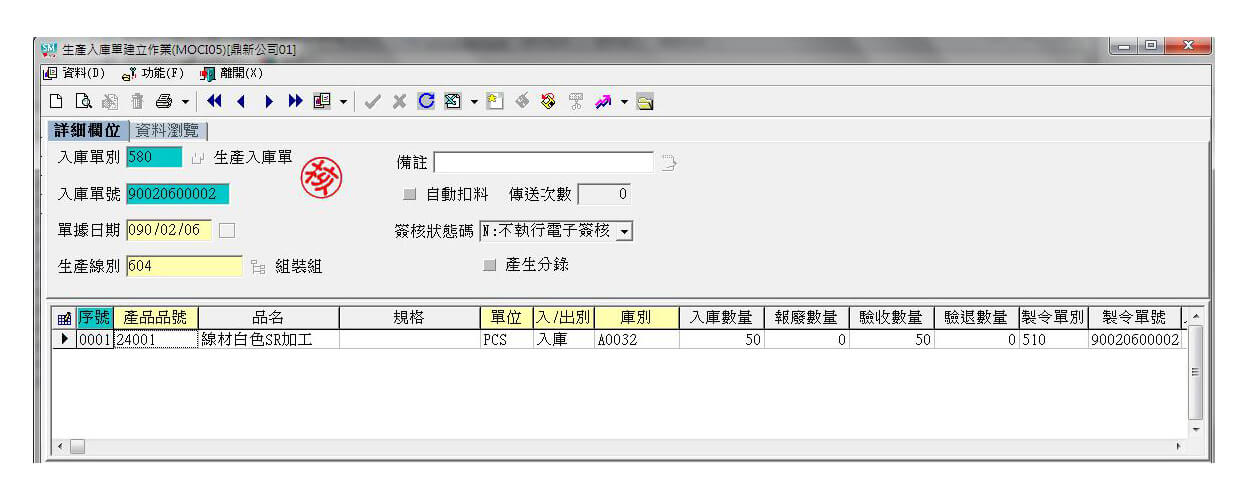 生產入庫單建立作業(MOCI05)[鼎新公司01]
資料(D) 功能(F) 離開(X)
詳細欄位 資料瀏覽
入庫單別 580 生產入庫單 備註
入庫單號 90020600002 自動扣料 傳送次數 0
單據日期 090/02/06 簽核狀態碼 N:不執行電子簽核
生產線別 604 組裝組 產生分錄
序號 產品品號 品名 規格 單位 入/出別 庫別 入庫數量 報廢數量 驗收數量 驗退數量 製令單別 製令單號
0001 24001 線材白色SR加工 PCS 入庫 A0032 50 0 50 0 510 90020600002